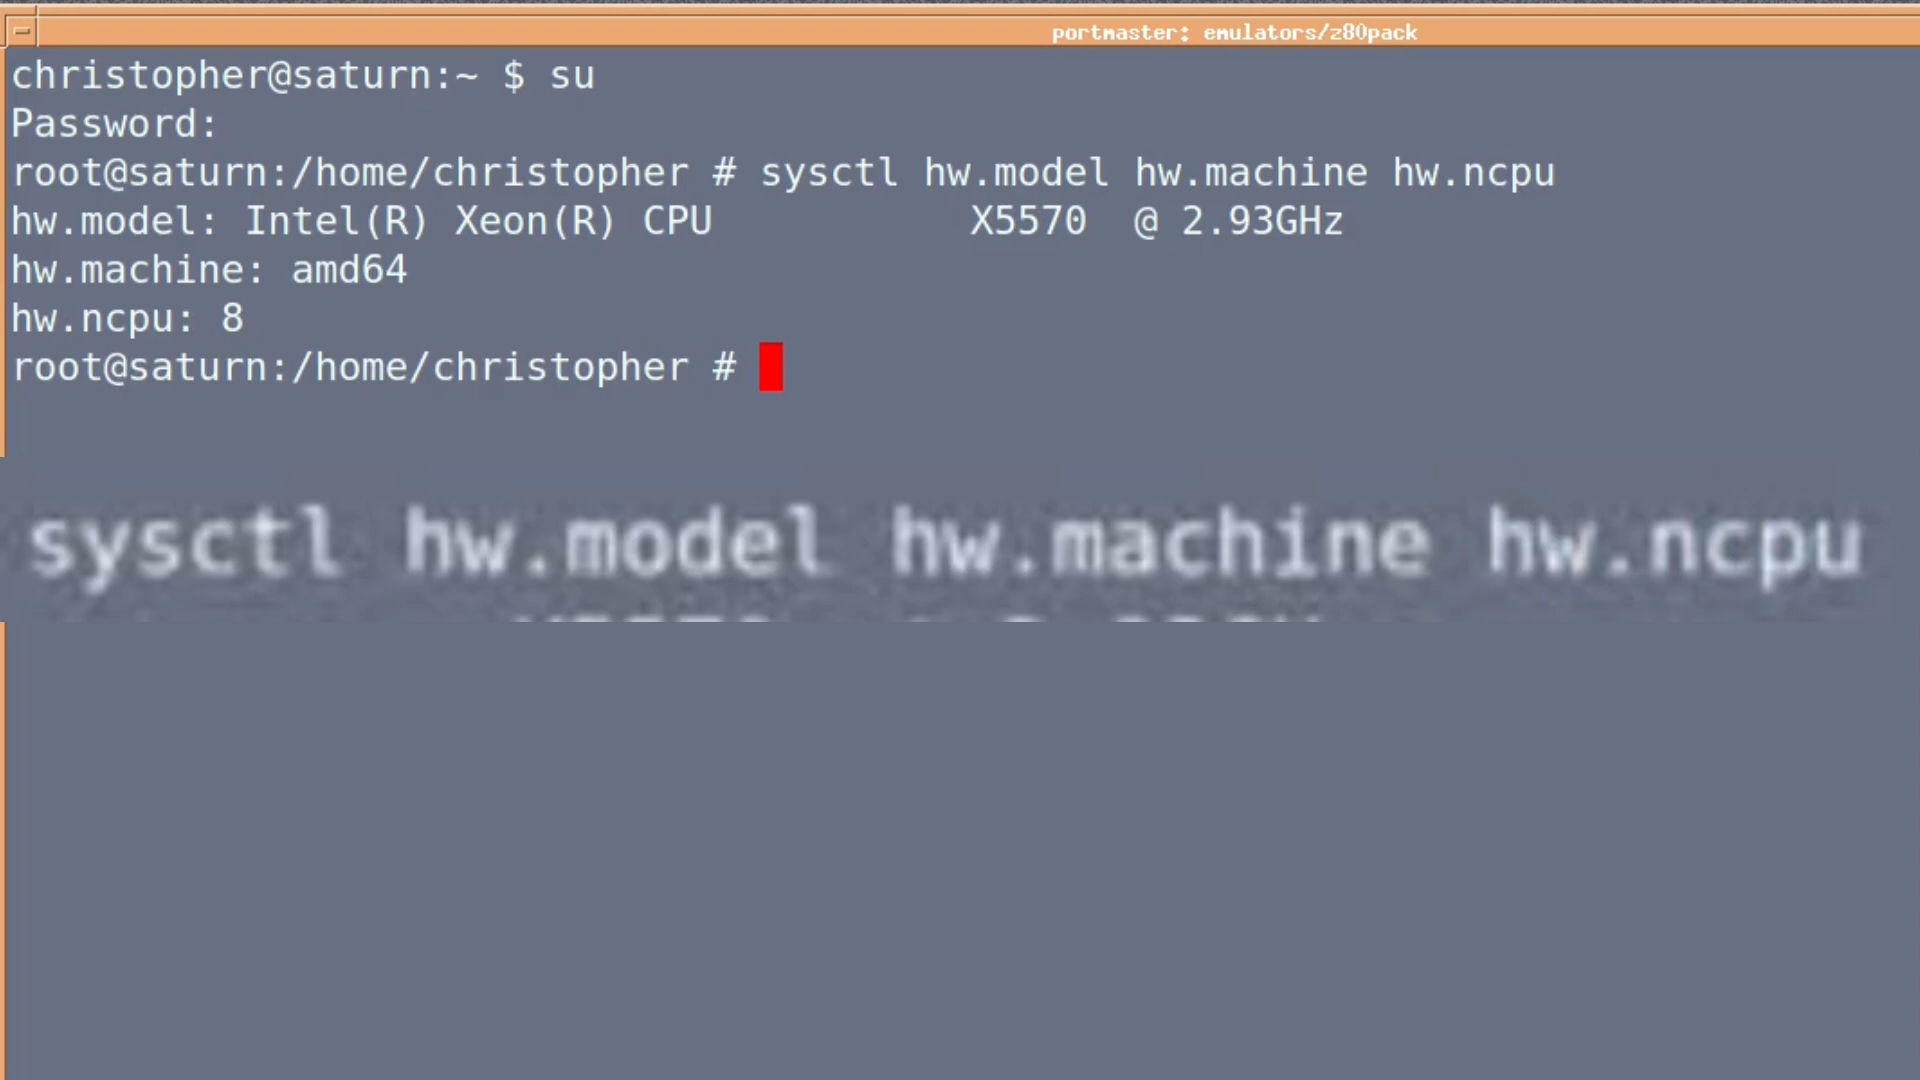 portmaster: emulators/z80pack
christopher@saturn:~ $ su
Password:
root@saturn:/home/christopher # sysctl hw.model hw.machine hw.ncpu
hw.model: Intel(R) Xeon(R) CPU           X5570  @ 2.93GHz
hw.machine: amd64
hw.ncpu: 8
root@saturn:/home/christopher #
sysctl hw.model hw.machine hw.ncpu